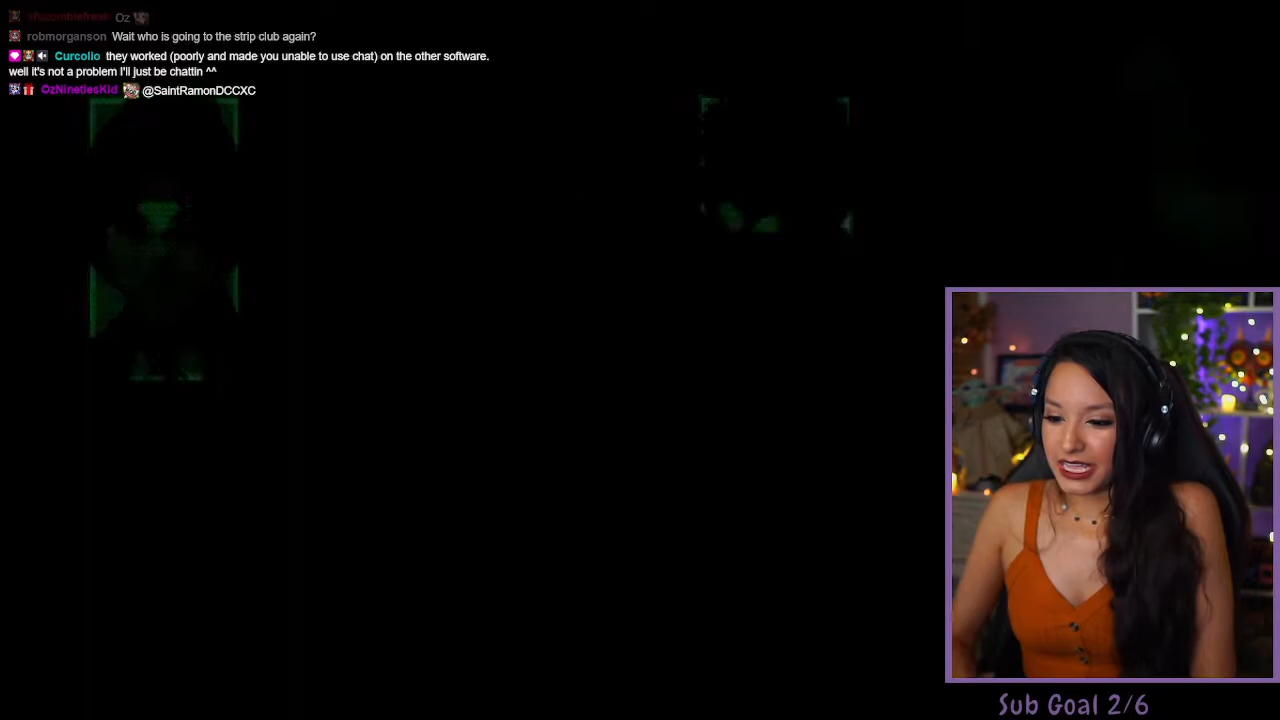 Oz
robmorganson Wait who is going to the strip club again?
Curcolio they worked (poorly and made you unable to use chat) on the other software.
well it's not a problem I'll just be chattin ^^
OzNinetiesKid @SaintRamonDCCXC
Sub Goal 2/6